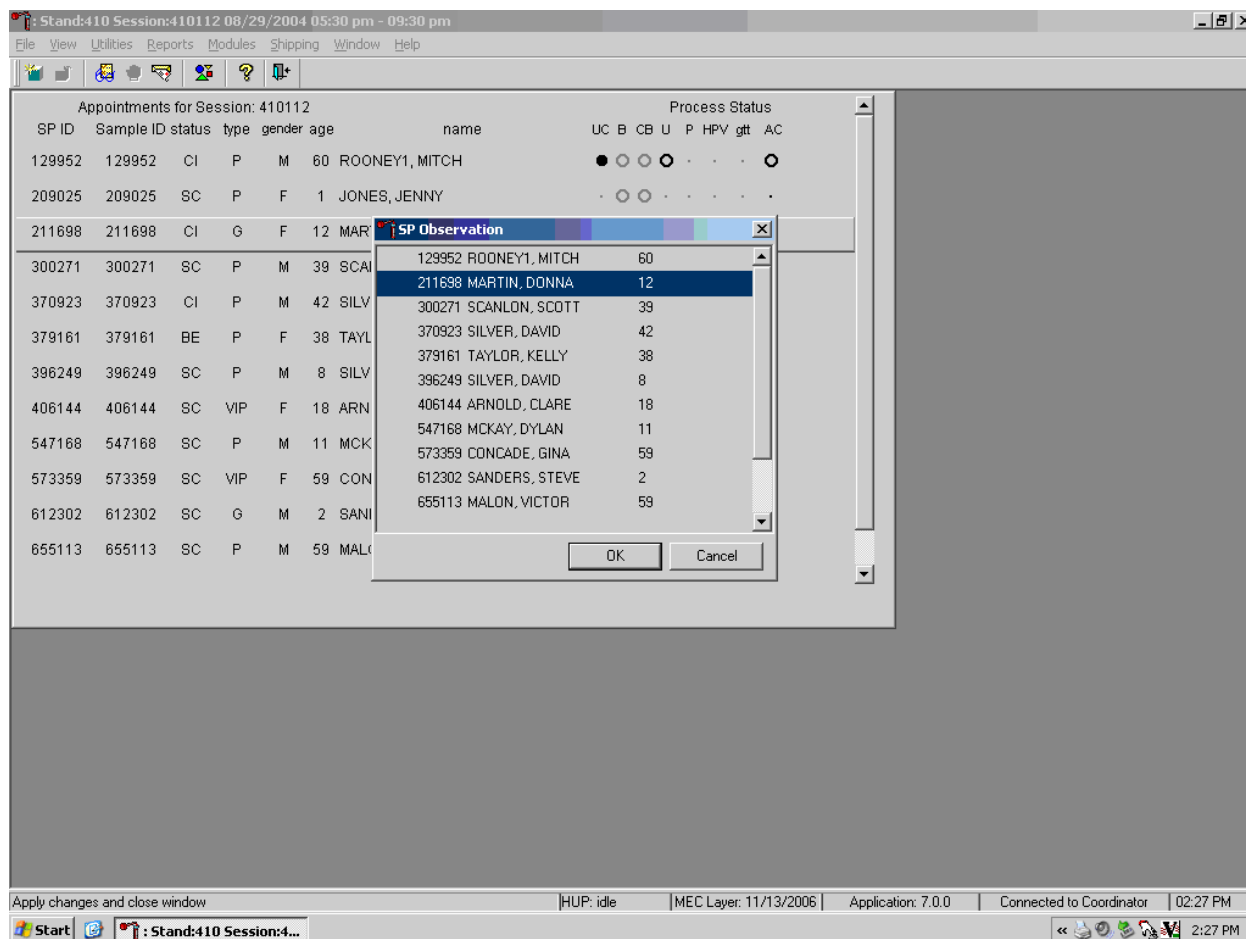 : Stand:410 Session:410112 08/29/2004 05:30 pm - 09:30 pm
File View Utilities Reports Modules Shipping Window Help
Appointments for Session: 410112 Process Status
SP ID Sample ID status type gender age name UC B CB U P HPV gtt AC
129952 129952 CI P M 60 ROONEY1, MITCH
209025 209025 SC P F 1 JONES, JENNY
211698 211698 CI G F 12 MAR
300271 300271 SC P M 39 SCAN
370923 370923 CI P M 42 SILV
379161 379161 BE P F 38 TAYL
396249 396249 SC P M 8 SILV
406144 406144 SC VIP F 18 ARN
547168 547168 SC P M 11 MCK
573359 573359 SC VIP F 59 CON
612302 612302 SC G M 2 SAN
655113 655113 SC P M 59 MAL
SP Observation
129952 ROONEY1, MITCH 60
211698 MARTIN, DONNA 12
300271 SCANLON, SCOTT 39
370923 SILVER, DAVID 42
379161 TAYLOR, KELLY 38
396249 SILVER, DAVID 8
406144 ARNOLD, CLARE 18
547168 MCKAY, DYLAN 11
573359 CONCADE, GINA 59
612302 SANDERS, STEVE 2
655113 MALON, VICTOR 59
OK Cancel
Apply changes and close window HUP: idle MEC Layer: 11/13/2006 Application: 7.0.0 Connected to Coordinator 02:27 PM
Start : Stand:410 Session:4... « 2:27 PM